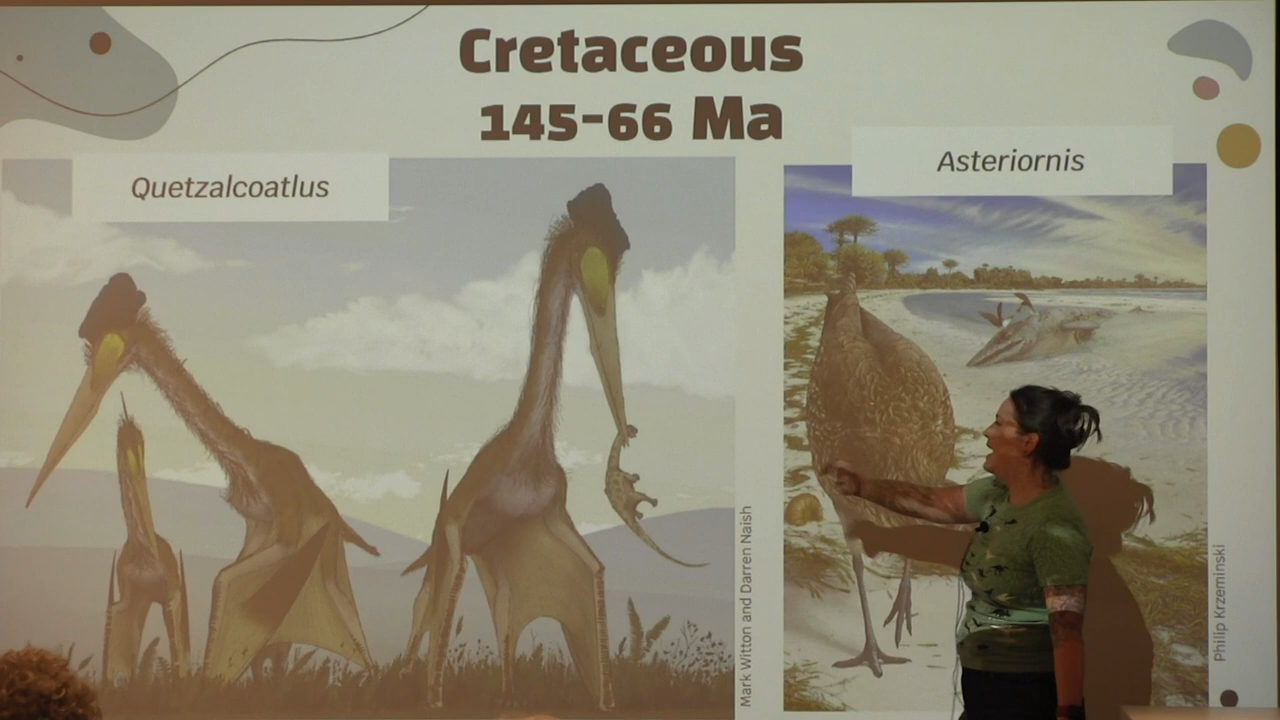 Cretaceous
145-66 Ma
Quetzalcoatlus
Asteriornis
Mark Witton and Darren Naish
Philip Krzeminski